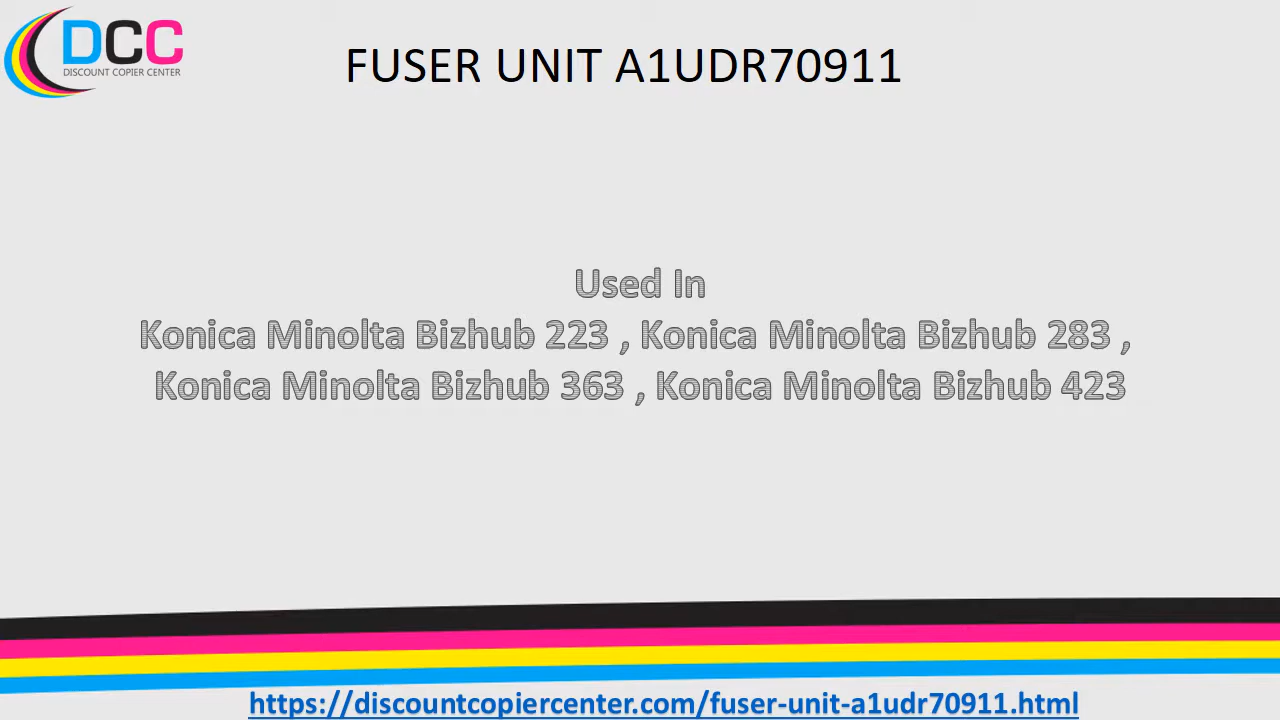 DCC
DISCOUNT COPIER CENTER
FUSER UNIT A1UDR70911
Used In
Konica Minolta Bizhub 223 , Konica Minolta Bizhub 283 ,
Konica Minolta Bizhub 363 , Konica Minolta Bizhub 423
https://discountcopiercenter.com/fuser-unit-a1udr70911.html